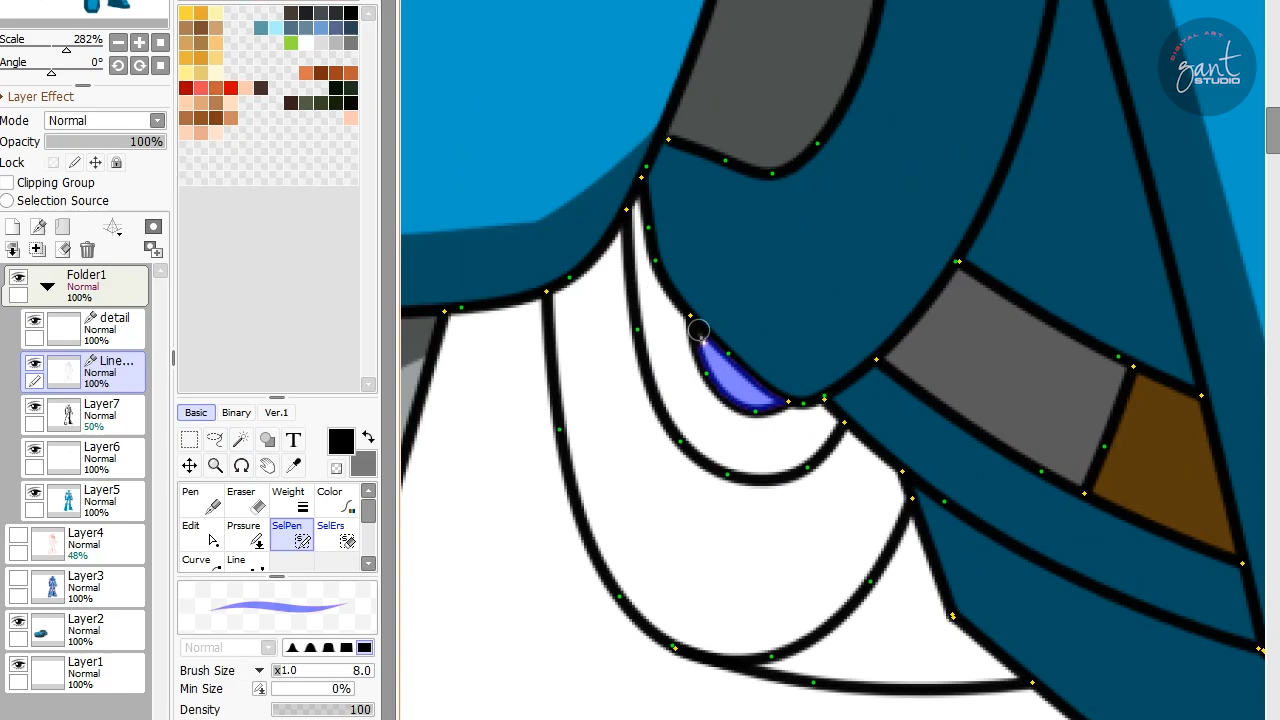 Scale 282%
Angle 0°
Layer Effect
Mode Normal
Opacity 100%
Lock
Clipping Group
Selection Source
Folder1
Normal
100%
detail
Normal
100%
Line...
Normal
100%
Layer7
Normal
50%
Layer6
Normal
100%
Layer5
Normal
100%
Layer4
Normal
48%
Layer3
Normal
100%
Layer2
Normal
100%
Layer1
Normal
100%
Basic Binary Ver.1
T
Pen Eraser Weight Color
Edit Prssure SelPen SelErs
Curve Line
Normal
Brush Size x1.0 8.0
Min Size 0%
Density 100
DIGITAL ART
gant
STUDIO